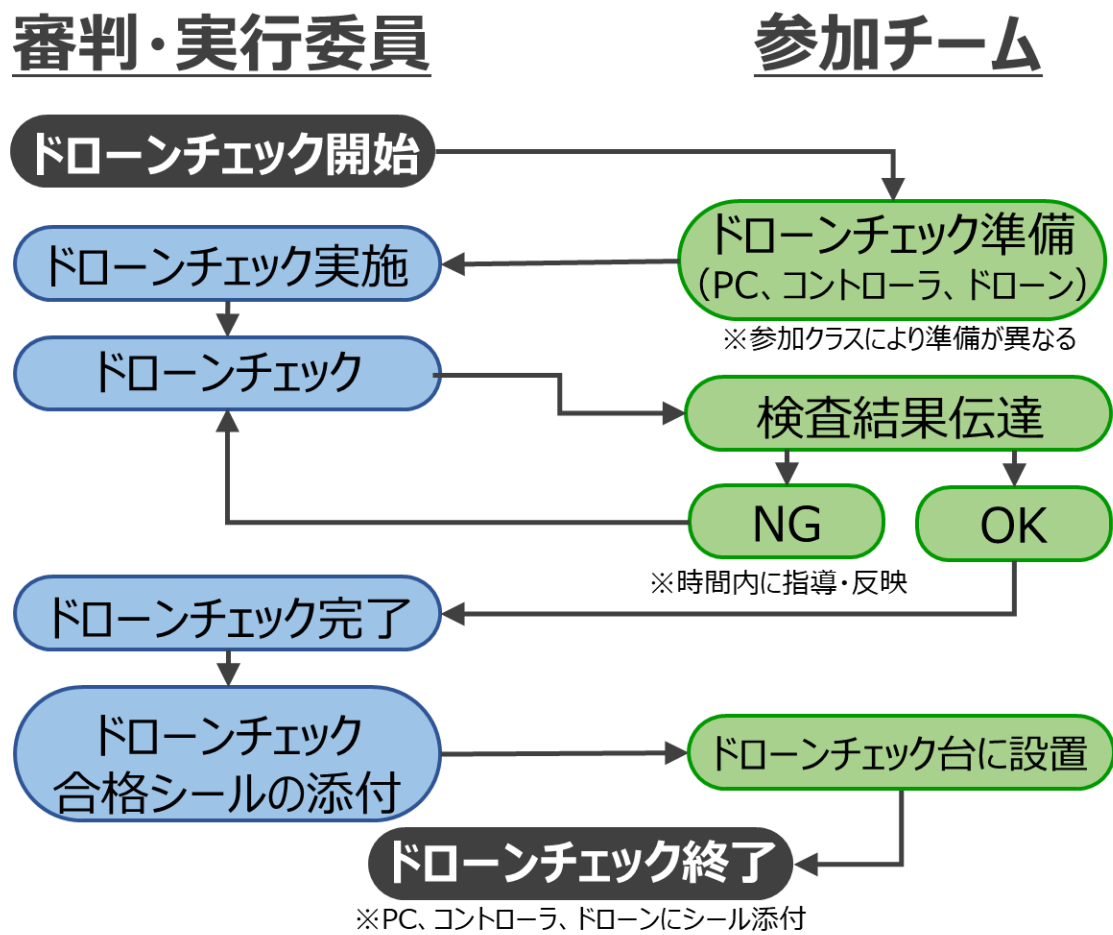 審判・実行委員
参加チーム
ドローンチェック開始
ドローンチェック準備
（PC、コントローラ、ドローン）
※参加クラスにより準備が異なる
ドローンチェック実施
ドローンチェック
検査結果伝達
NG
OK
※時間内に指導・反映
ドローンチェック完了
ドローンチェック
合格シールの添付
ドローンチェック台に設置
ドローンチェック終了
※PC、コントローラ、ドローンにシール添付